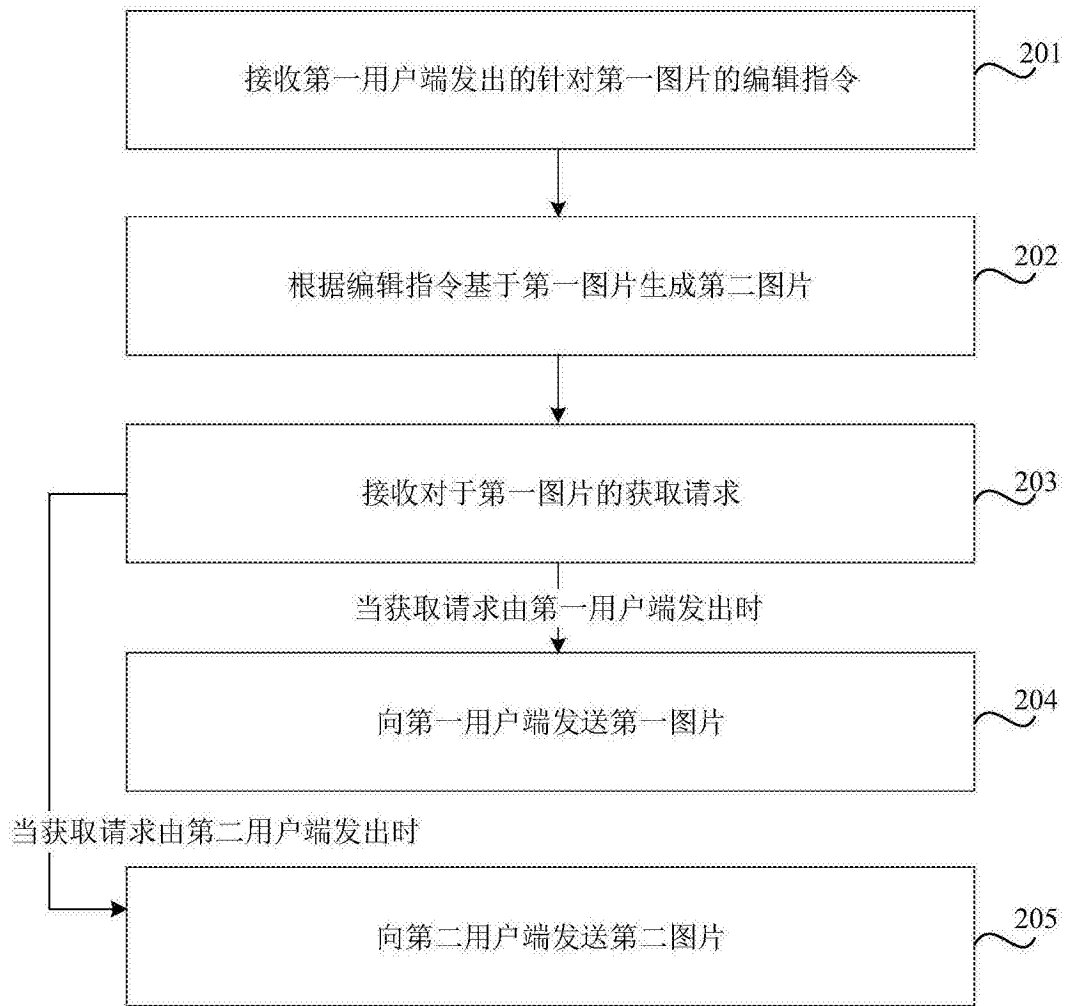 接收第一用户端发出的针对第一图片的编辑指令
201
根据编辑指令基于第一图片生成第二图片
202
接收对于第一图片的获取请求
203
当获取请求由第一用户端发出时
向第一用户端发送第一图片
204
当获取请求由第二用户端发出时
向第二用户端发送第二图片
205